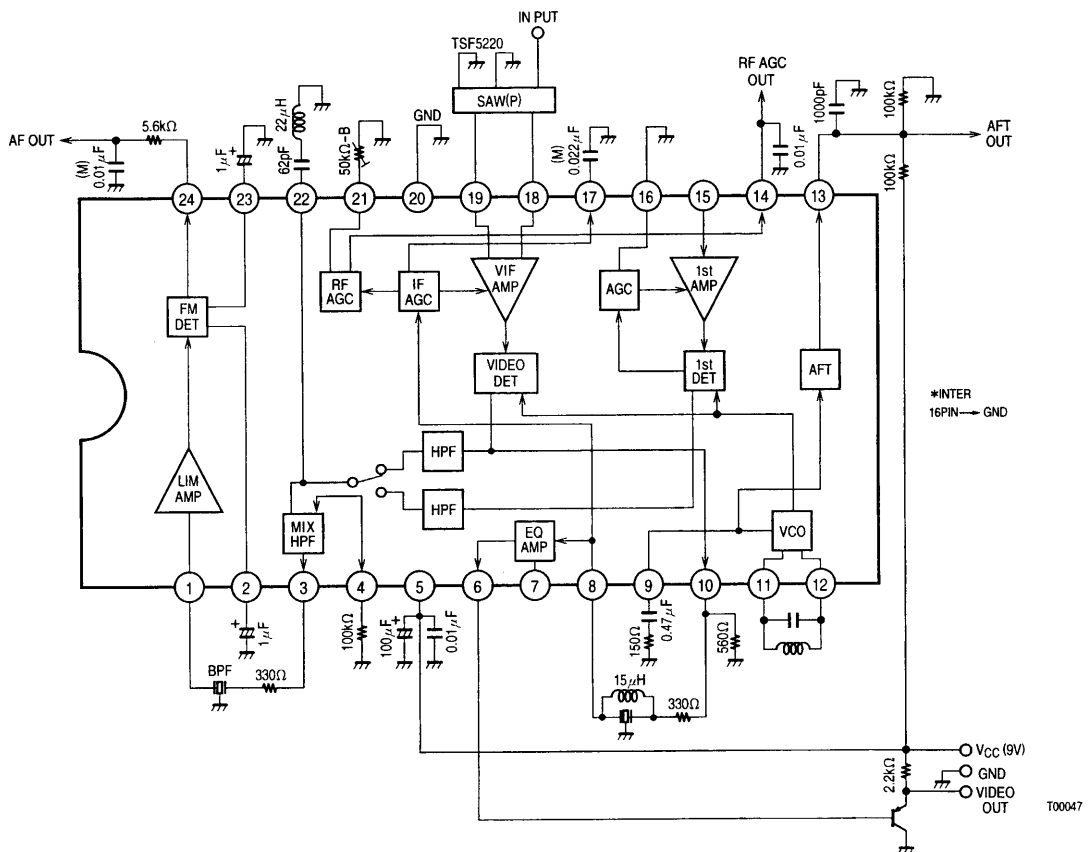 IN PUT
TSF5220
SAW(P)
RF AGC
OUT
1000pF
100kΩ
AFT
OUT
100kΩ
AF OUT
5.6kΩ
(M)
0.01μF
1μF
+
22μH
62pF
50kΩ-B
GND
(M)
0.022μF
0.01μF
24
23
22
21
20
19
18
17
16
15
14
13
FM
DET
RF
AGC
IF
AGC
VIF
AMP
AGC
1st
AMP
VIDEO
DET
1st
DET
AFT
*INTER
16PIN→GND
LIM
AMP
HPF
HPF
MIX
HPF
EQ
AMP
VCO
1
2
3
4
5
6
7
8
9
10
11
12
+
1μF
BPF
330Ω
100kΩ
100μF
+
0.01μF
150Ω
0.47μF
560Ω
15μH
330Ω
VCC (9V)
2.2kΩ
GND
VIDEO
OUT
T00047